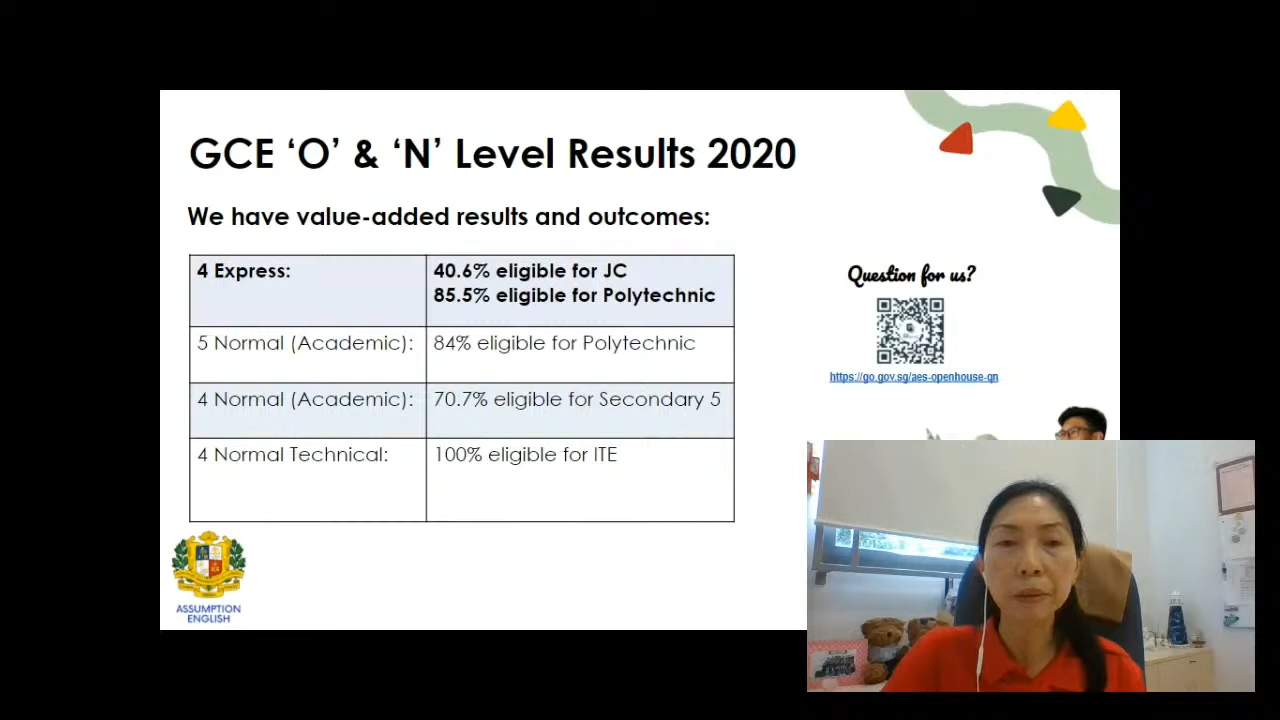 GCE ‘O’ & ‘N’ Level Results 2020
We have value-added results and outcomes:
4 Express:
40.6% eligible for JC
85.5% eligible for Polytechnic
5 Normal (Academic):
84% eligible for Polytechnic
4 Normal (Academic):
70.7% eligible for Secondary 5
4 Normal Technical:
100% eligible for ITE
Question for us?
https://go.gov.sg/aes-openhouse-qn
ASSUMPTION
ENGLISH